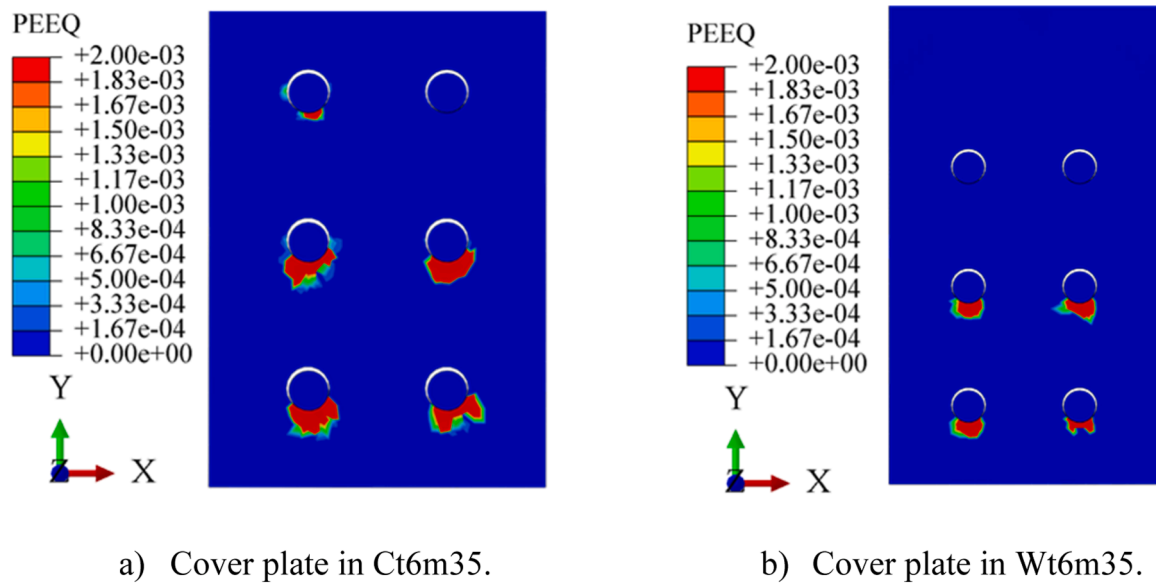 PEEQ
+2.00e-03
+1.83e-03
+1.67e-03
+1.50e-03
+1.33e-03
+1.17e-03
+1.00e-03
+8.33e-04
+6.67e-04
+5.00e-04
+3.33e-04
+1.67e-04
+0.00e+00
Y
Z X
a) Cover plate in Ct6m35.
PEEQ
+2.00e-03
+1.83e-03
+1.67e-03
+1.50e-03
+1.33e-03
+1.17e-03
+1.00e-03
+8.33e-04
+6.67e-04
+5.00e-04
+3.33e-04
+1.67e-04
+0.00e+00
Y
Z X
b) Cover plate in Wt6m35.